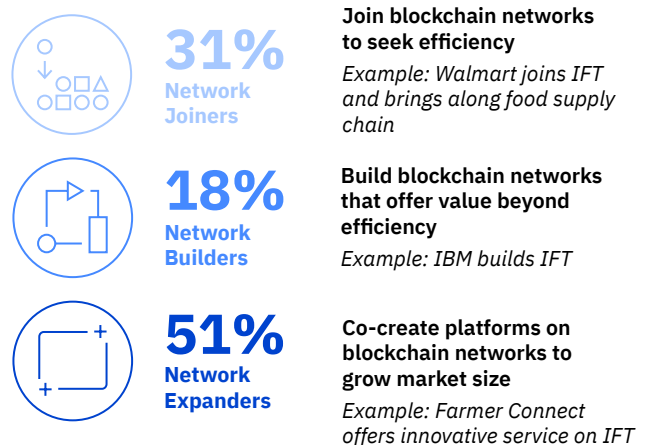 31%
Network
Joiners
Join blockchain networks
to seek efficiency
Example: Walmart joins IFT
and brings along food supply
chain
18%
Network
Builders
Build blockchain networks
that offer value beyond
efficiency
Example: IBM builds IFT
51%
Network
Expanders
Co-create platforms on
blockchain networks to
grow market size
Example: Farmer Connect
offers innovative service on IFT